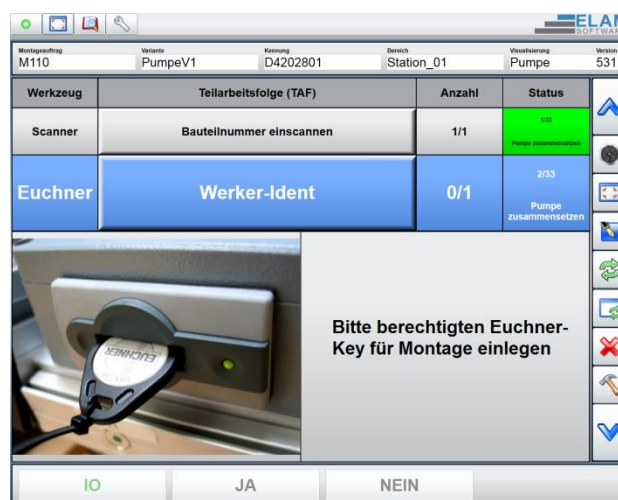 ELAM
SOFTWARE
Montageauftrag Variante Kennung Bereich Visualisierung Version
M110 PumpeV1 D4202801 Station_01 Pumpe 531
Werkzeug Teilarbeitsfolge (TAF) Anzahl Status
1/33
Scanner Bauteilnummer einscannen 1/1
Pumpe zusammensetzen
2/33
Euchner Werker-Ident 0/1
Pumpe
zusammensetzen
EUCHNER
Bitte berechtigten Euchner-
Key für Montage einlegen
IO JA NEIN